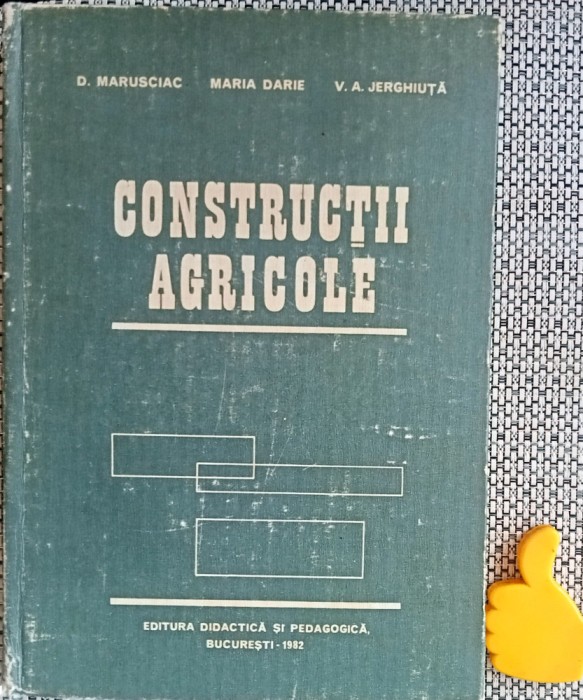 D. MARUSCIAC MARIA DARIE V. A. JERGHIUȚĂ
CONSTRUCȚII
AGRICOLE
EDITURA DIDACTICĂ ȘI PEDAGOGICĂ,
BUCUREȘTI - 1982